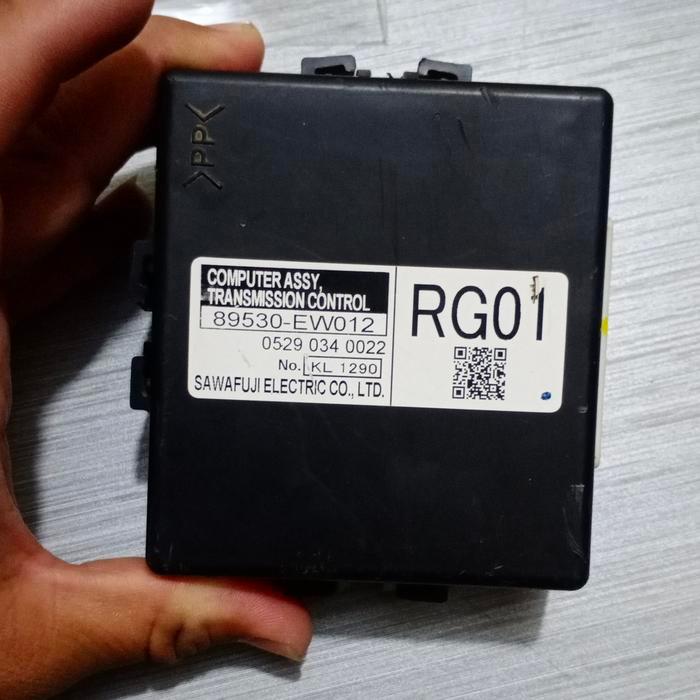 >PP<
COMPUTER ASSY,
TRANSMISSION CONTROL
89530-EW012
0529 034 0022
No. KL 1290
SAWAFUJI ELECTRIC CO., LTD.
RG01